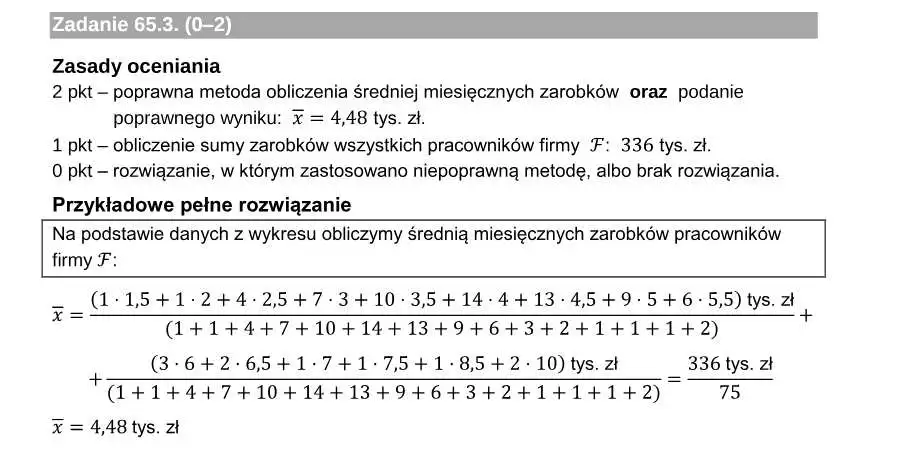 Zadanie 65.3. (0–2)
Zasady oceniania
2 pkt – poprawna metoda obliczenia średniej miesięcznych zarobków oraz podanie
poprawnego wyniku: x̅ = 4,48 tys. zł.
1 pkt – obliczenie sumy zarobków wszystkich pracowników firmy ℱ: 336 tys. zł.
0 pkt – rozwiązanie, w którym zastosowano niepoprawną metodę, albo brak rozwiązania.
Przykładowe pełne rozwiązanie
Na podstawie danych z wykresu obliczymy średnią miesięcznych zarobków pracowników
firmy ℱ:
(1 · 1,5 + 1 · 2 + 4 · 2,5 + 7 · 3 + 10 · 3,5 + 14 · 4 + 13 · 4,5 + 9 · 5 + 6 · 5,5) tys. zł
x̅ = +
(1 + 1 + 4 + 7 + 10 + 14 + 13 + 9 + 6 + 3 + 2 + 1 + 1 + 1 + 2)
(3 · 6 + 2 · 6,5 + 1 · 7 + 1 · 7,5 + 1 · 8,5 + 2 · 10) tys. zł 336 tys. zł
+ =
(1 + 1 + 4 + 7 + 10 + 14 + 13 + 9 + 6 + 3 + 2 + 1 + 1 + 1 + 2) 75
x̅ = 4,48 tys. zł